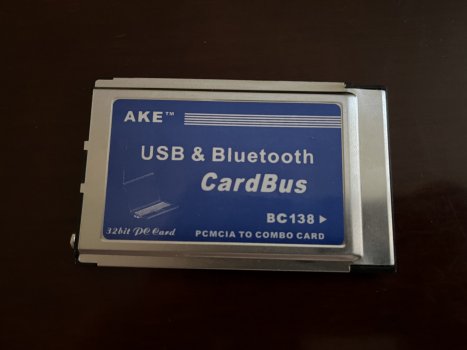 AKE™
USB & Bluetooth
CardBus
BC138
32bit PC Card
PCMCIA TO COMBO CARD